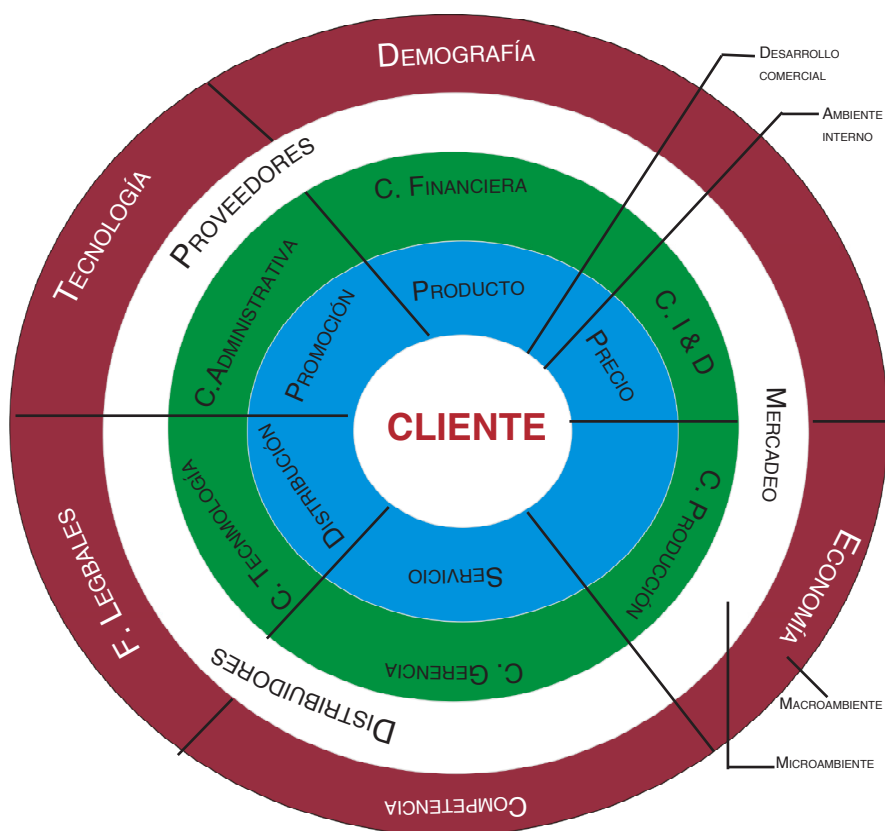 DEMOGRAFÍA
DESARROLLO
COMERCIAL
AMBIENTE
INTERNO
PROVEEDORES
TECNOLOGÍA
C. FINANCIERA
C.ADMINISTRATIVA
PROMOCIÓN
PRODUCTO
PRECIO
C. I & D
MERCADEO
CLIENTE
DISTRIBUCIÓN
C. TECNMOLOGÍA
SERVICIO
C. PRODUCCIÓN
ECONOMÍA
F. LEGBALES
DISTRIBUIDORES
C. GERENCIA
COMPETENCIA
MACROAMBIENTE
MICROAMBIENTE